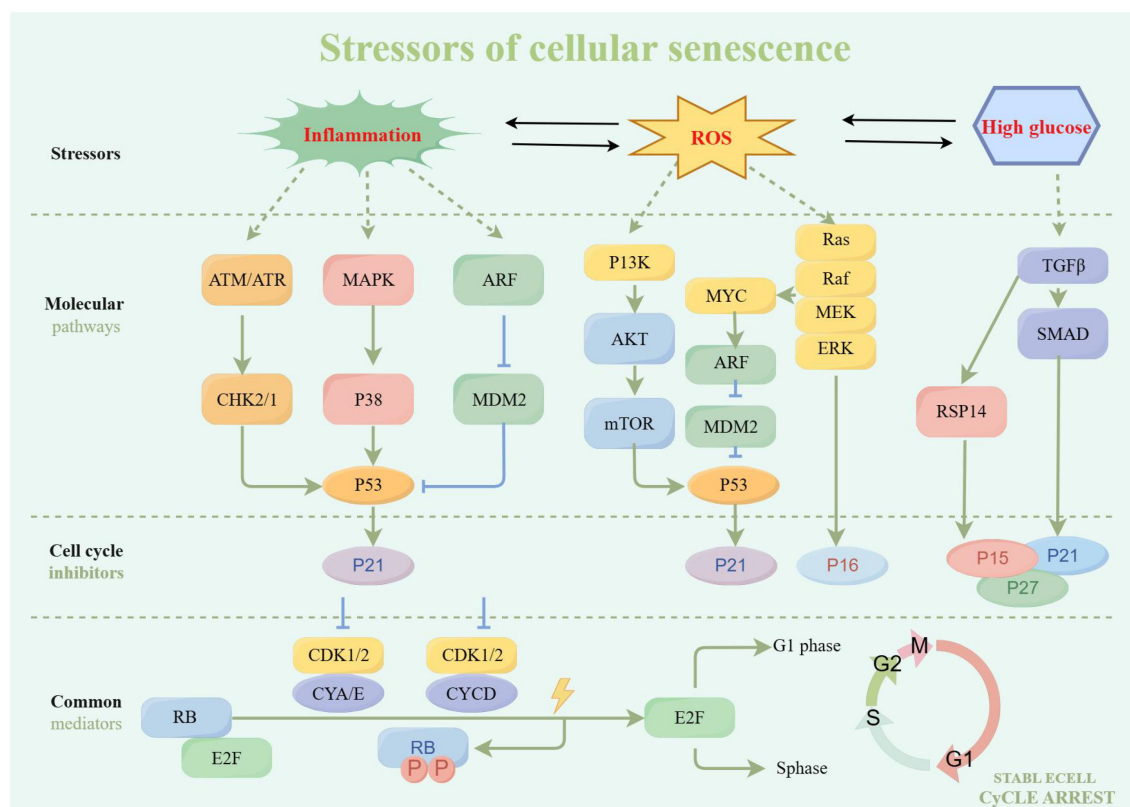 Stressors of cellular senescence
Stressors
Inflammation
ROS
High glucose
Molecular
pathways
ATM/ATR
MAPK
ARF
CHK2/1
P38
MDM2
P53
P13K
AKT
mTOR
MYC
ARF
MDM2
P53
Ras
Raf
MEK
ERK
TGFβ
SMAD
RSP14
Cell cycle
inhibitors
P21
P21
P16
P15
P21
P27
Common
mediators
CDK1/2
CYA/E
CDK1/2
CYCD
RB
E2F
RB
P P
E2F
G1 phase
Sphase
M
G2
S
G1
STABL ECELL
CyCLE ARREST